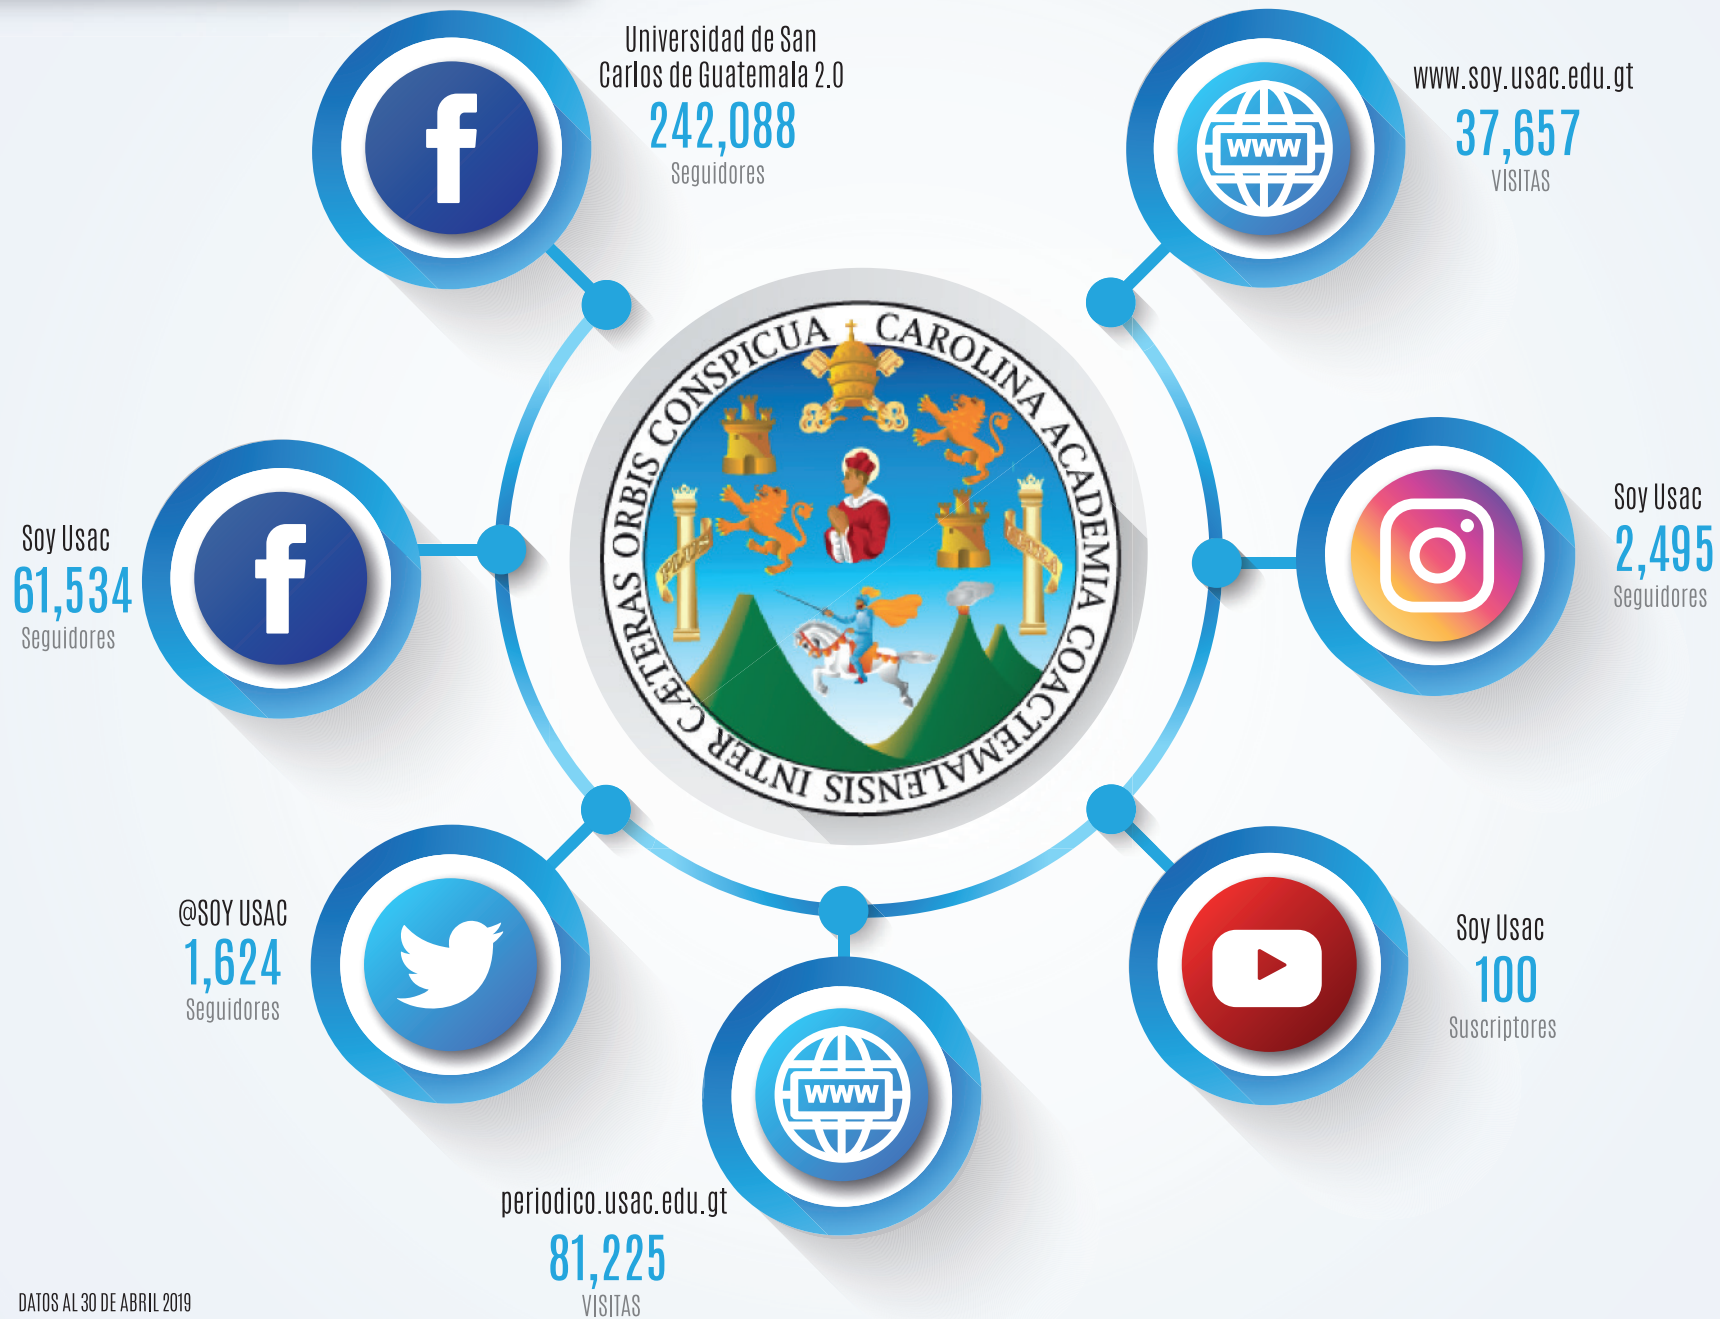 Universidad de San
Carlos de Guatemala 2.0
242,088
Seguidores
www.soy.usac.edu.gt
37,657
VISITAS
www
CONSPICUA CAROLINA ACADEMIA COACTEMALENSIS INTER CÆTERAS ORBIS
Soy Usac
61,534
Seguidores
Soy Usac
2,495
Seguidores
@SOY USAC
1,624
Seguidores
Soy Usac
100
Suscriptores
www
periodico.usac.edu.gt
81,225
VISITAS
DATOS AL 30 DE ABRIL 2019